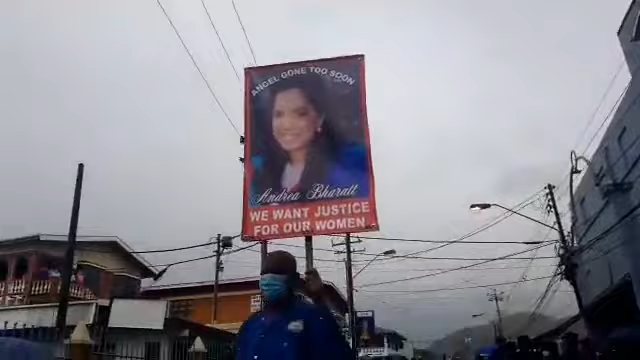 ANGEL GONE TOO SOON
Andrea Bharatt
WE WANT JUSTICE
FOR OUR WOMEN